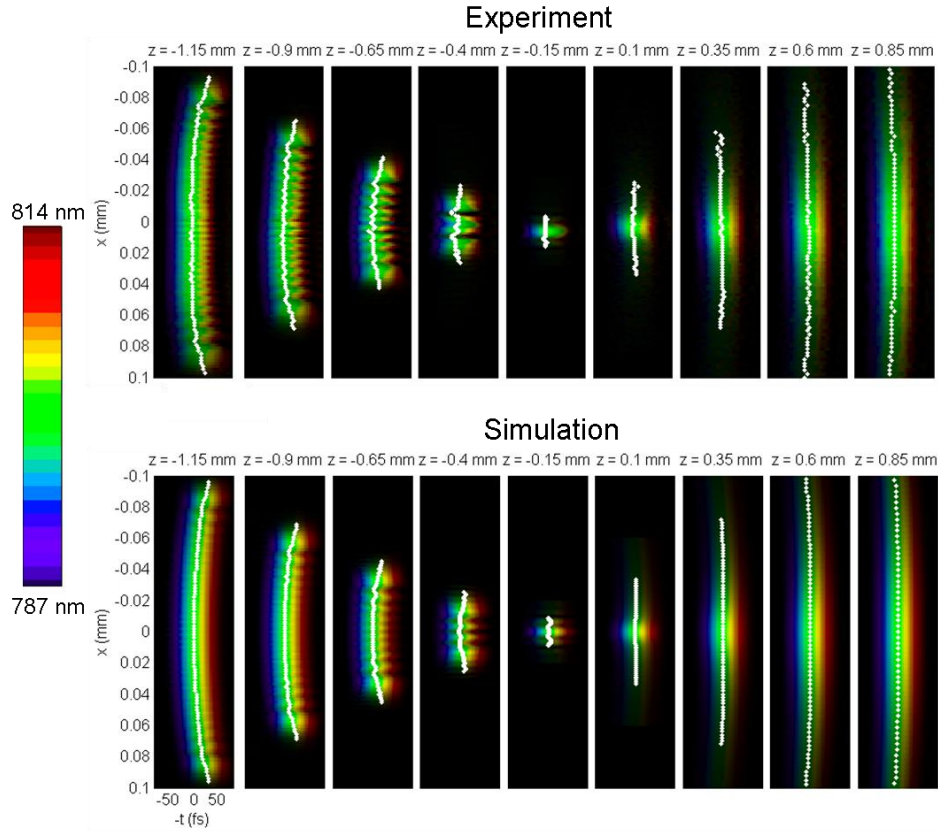 Experiment
z = -1.15 mm z = -0.9 mm z = -0.65 mm z = -0.4 mm z = -0.15 mm z = 0.1 mm z = 0.35 mm z = 0.6 mm z = 0.85 mm
-0.1
-0.08
-0.06
-0.04
-0.02
0
0.02
0.04
0.06
0.08
0.1
x (mm)
814 nm
787 nm
Simulation
z = -1.15 mm z = -0.9 mm z = -0.65 mm z = -0.4 mm z = -0.15 mm z = 0.1 mm z = 0.35 mm z = 0.6 mm z = 0.85 mm
-0.1
-0.08
-0.06
-0.04
-0.02
0
0.02
0.04
0.06
0.08
0.1
x (mm)
-50 0 50
-t (fs)